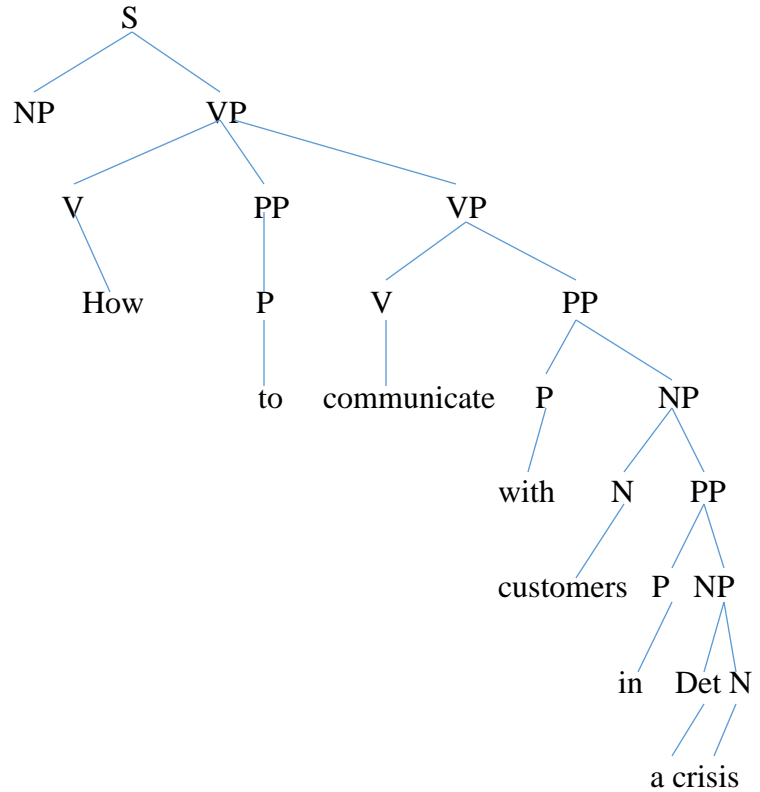 S
NP VP
V PP VP
How P V PP
to communicate P NP
with N PP
customers P NP
in Det N
a crisis